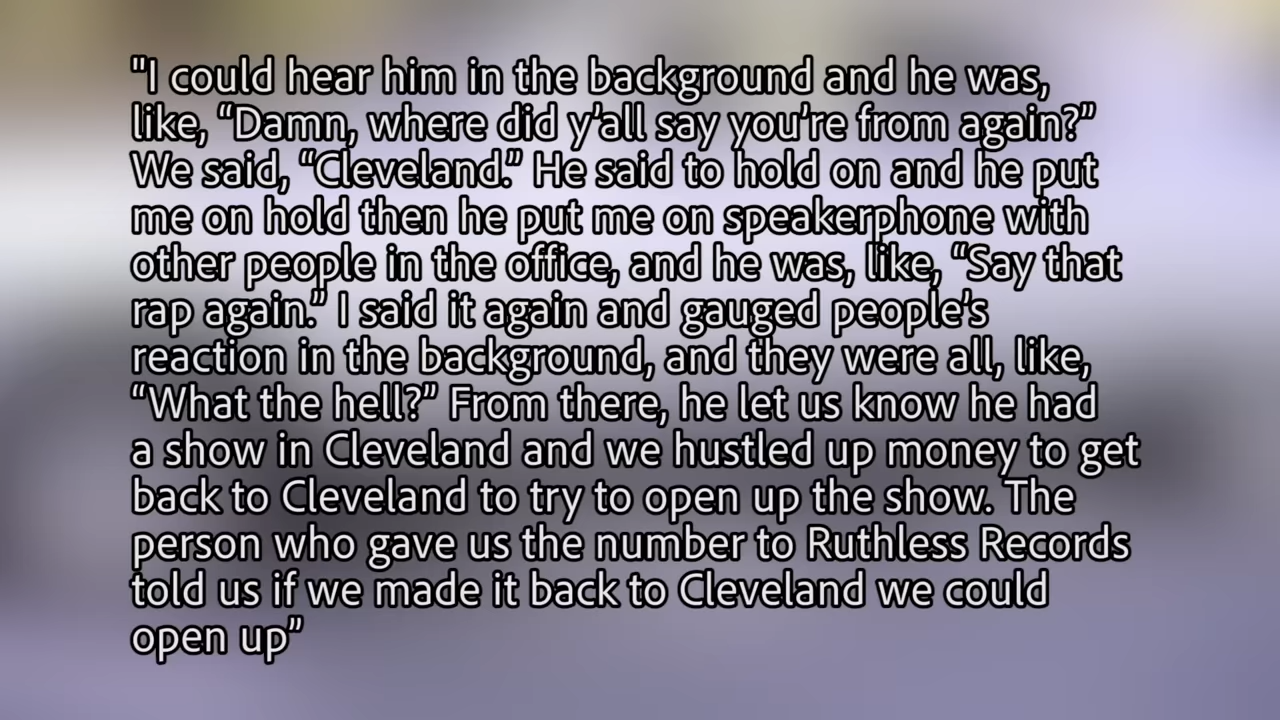 "I could hear him in the background and he was,
like, “Damn, where did y’all say you’re from again?”
We said, “Cleveland.” He said to hold on and he put
me on hold then he put me on speakerphone with
other people in the office, and he was, like, “Say that
rap again.” I said it again and gauged people’s
reaction in the background, and they were all, like,
“What the hell?” From there, he let us know he had
a show in Cleveland and we hustled up money to get
back to Cleveland to try to open up the show. The
person who gave us the number to Ruthless Records
told us if we made it back to Cleveland we could
open up”